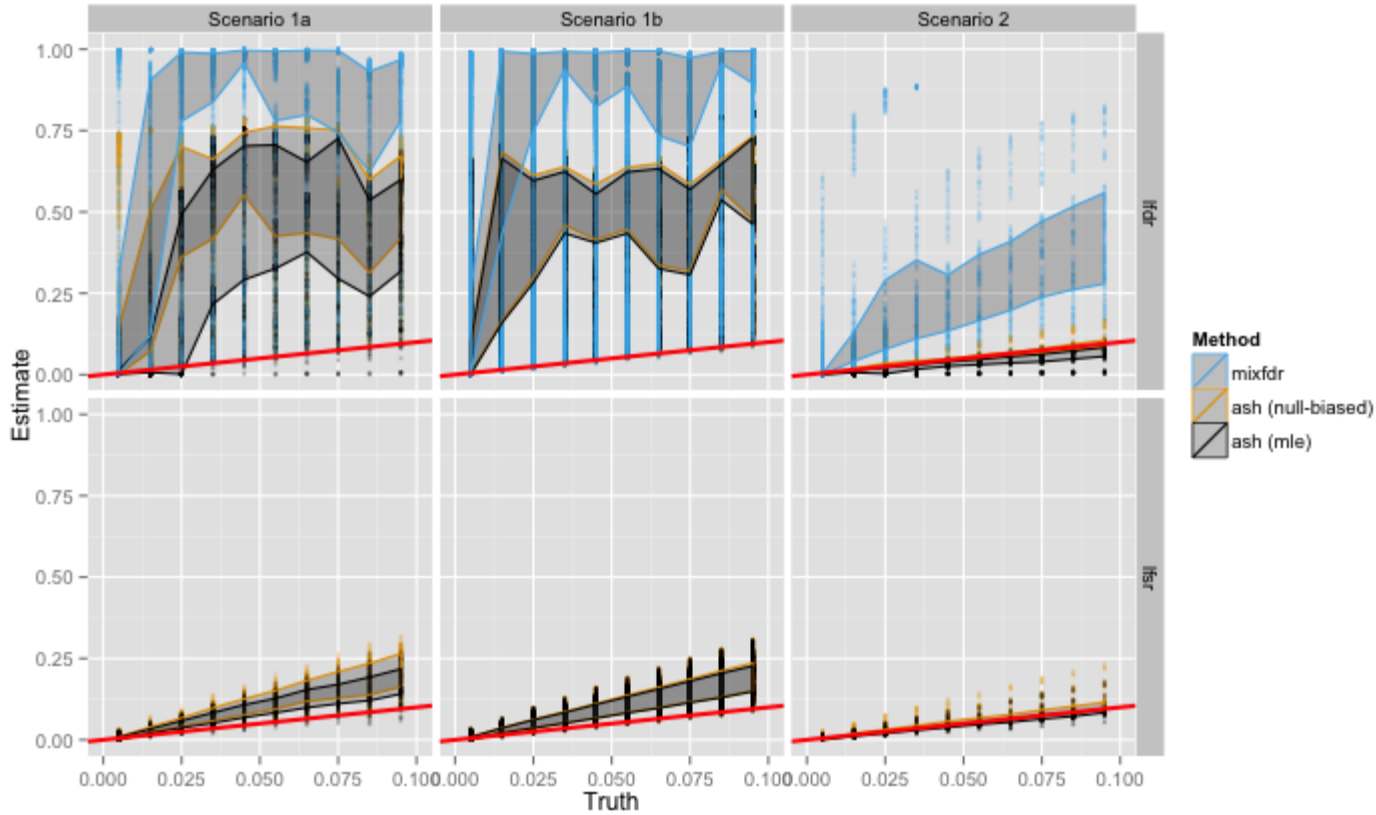 Scenario 1a
Scenario 1b
Scenario 2
1.00
0.75
0.50
0.25
0.00
lfdr
1.00
0.75
0.50
0.25
0.00
lfsr
Estimate
0.000 0.025 0.050 0.075 0.100
0.000 0.025 0.050 0.075 0.100
0.000 0.025 0.050 0.075 0.100
Truth
Method
mixfdr
ash (null-biased)
ash (mle)